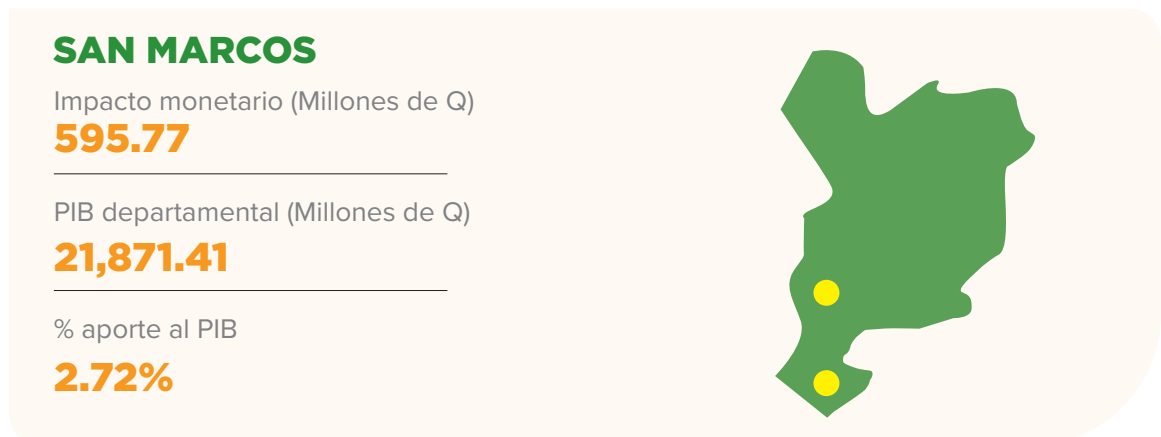 SAN MARCOS
Impacto monetario (Millones de Q)
595.77
PIB departamental (Millones de Q)
21,871.41
% aporte al PIB
2.72%